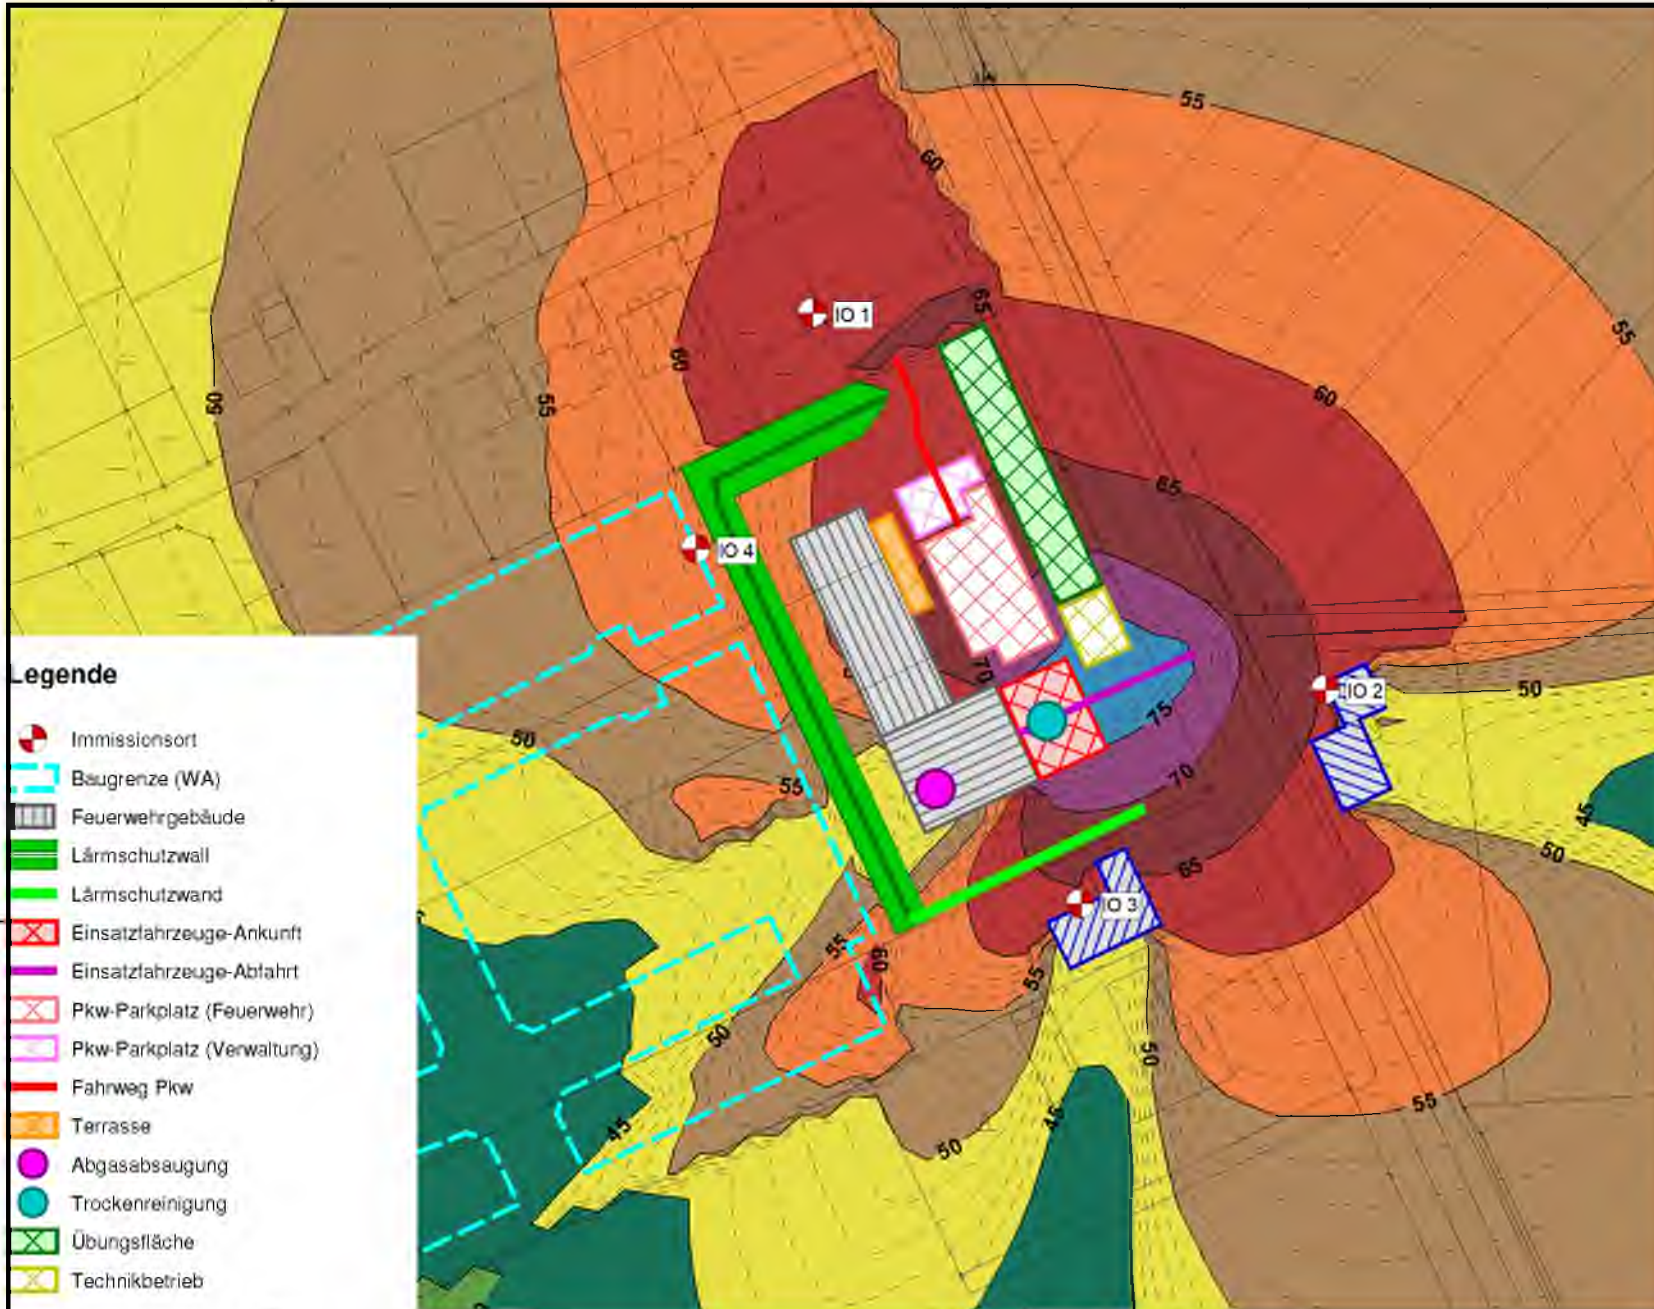 55
60
65
IO 1
55
60
60
50
55
65
IO 4
70
IO 2
50
75
50
70
55
45
50
65
IO 3
55
60
55
50
50
45
45
55
50
Legende
Immissionsort
Baugrenze (WA)
Feuerwehrgebäude
Lärmschutzwall
Lärmschutzwand
Einsatzfahrzeuge-Ankunft
Einsatzfahrzeuge-Abfahrt
Pkw-Parkplatz (Feuerwehr)
Pkw-Parkplatz (Verwaltung)
Fahrweg Pkw
Terrasse
Abgasabsaugung
Trockenreinigung
Übungsfläche
Technikbetrieb